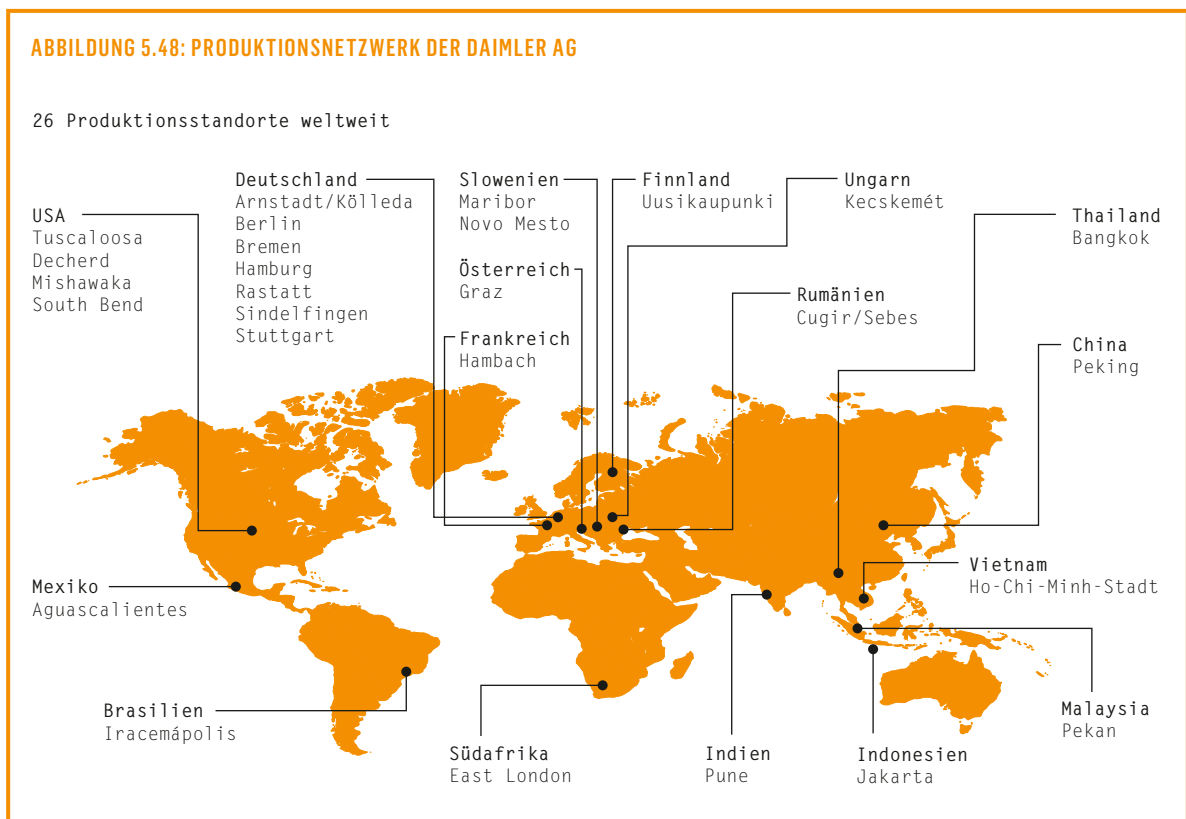 ABBILDUNG 5.48: PRODUKTIONSNETZWERK DER DAIMLER AG
26 Produktionsstandorte weltweit
USA
Tuscaloosa
Decherd
Mishawaka
South Bend
Deutschland
Arnstadt/Kölleda
Berlin
Bremen
Hamburg
Rastatt
Sindelfingen
Stuttgart
Slowenien
Maribor
Novo Mesto
Österreich
Graz
Frankreich
Hambach
Finnland
Uusikaupunki
Ungarn
Kecskemét
Rumänien
Cugir/Sebes
Thailand
Bangkok
China
Peking
Mexiko
Aguascalientes
Vietnam
Ho-Chi-Minh-Stadt
Brasilien
Iracemápolis
Südafrika
East London
Indien
Pune
Indonesien
Jakarta
Malaysia
Pekan